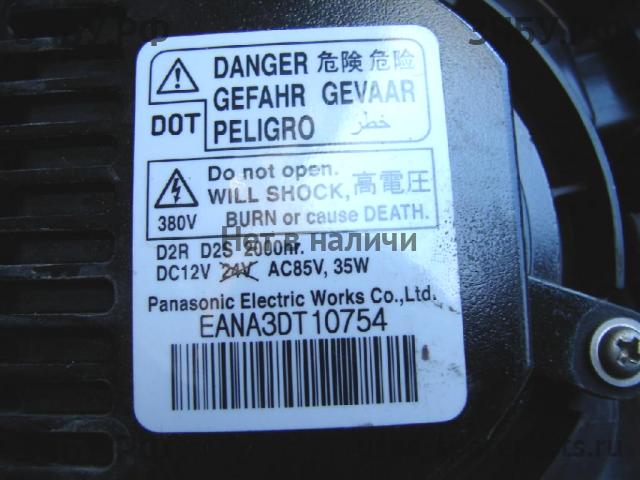 DANGER 危険 危险
GEFAHR GEVAAR
DOT PELIGRO خطر
Do not open.
WILL SHOCK, 高電圧
380V BURN or cause DEATH.
D2R D2S 2000hr.
Нет в наличи
DC12V 24V AC85V, 35W
Panasonic Electric Works Co.,Ltd.
EANA3DT10754